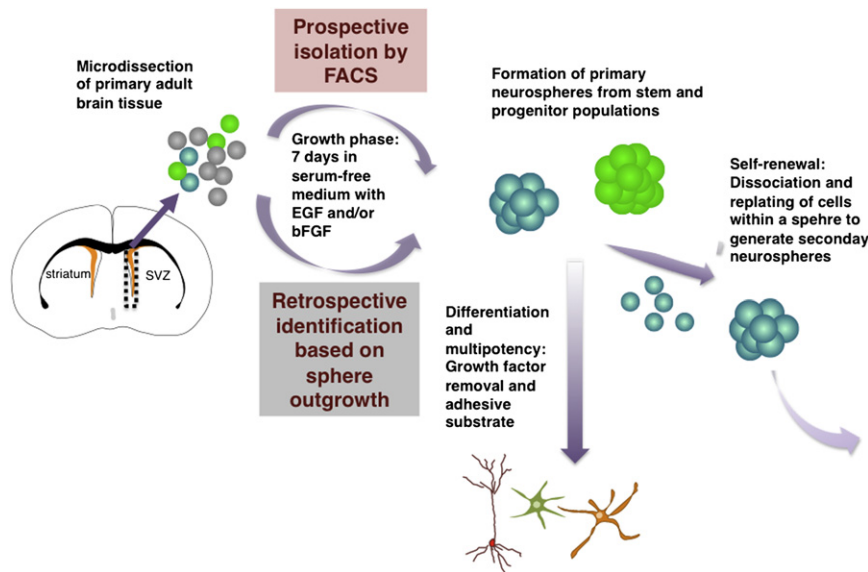 Microdissection
of primary adult
brain tissue
Prospective
isolation by
FACS
Growth phase:
7 days in
serum-free
medium with
EGF and/or
bFGF
Retrospective
identification
based on
sphere
outgrowth
striatum
SVZ
Formation of primary
neurospheres from stem and
progenitor populations
Self-renewal:
Dissociation and
replating of cells
within a spehre to
generate seconday
neurospheres
Differentiation
and
multipotency:
Growth factor
removal and
adhesive
substrate